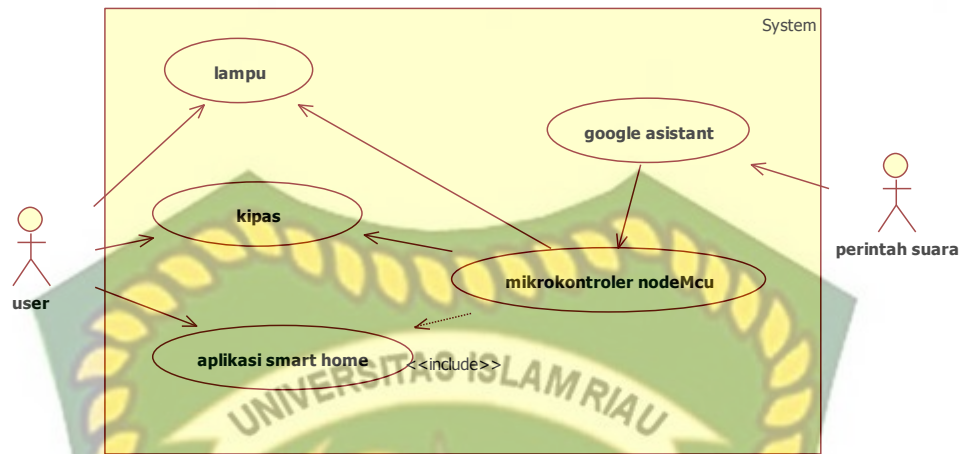 System
lampu
google asistant
kipas
perintah suara
mikrokontroler nodeMcu
user
aplikasi smart home
<<include>>
UNIVERSITAS ISLAM RIAU